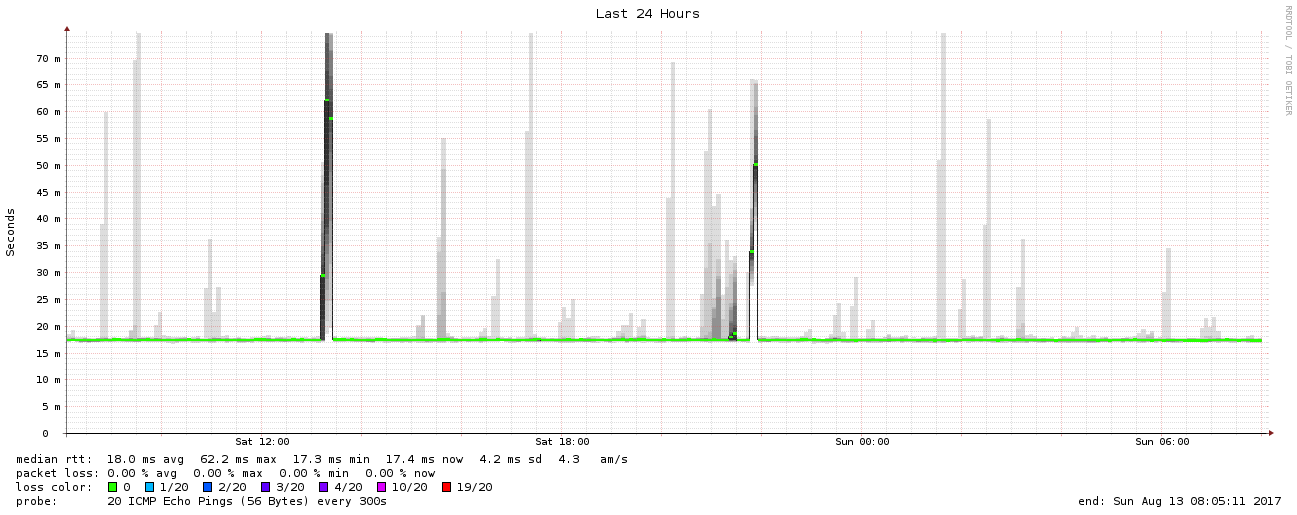 Last 24 Hours
RRDTOOL / TOBI OETIKER
Seconds
70 m
65 m
60 m
55 m
50 m
45 m
40 m
35 m
30 m
25 m
20 m
15 m
10 m
5 m
0
Sat 12:00 Sat 18:00 Sun 00:00 Sun 06:00
median rtt: 18.0 ms avg 62.2 ms max 17.3 ms min 17.4 ms now 4.2 ms sd 4.3 am/s
packet loss: 0.00 % avg 0.00 % max 0.00 % min 0.00 % now
loss color: 0 1/20 2/20 3/20 4/20 10/20 19/20
probe: 20 ICMP Echo Pings (56 Bytes) every 300s end: Sun Aug 13 08:05:11 2017